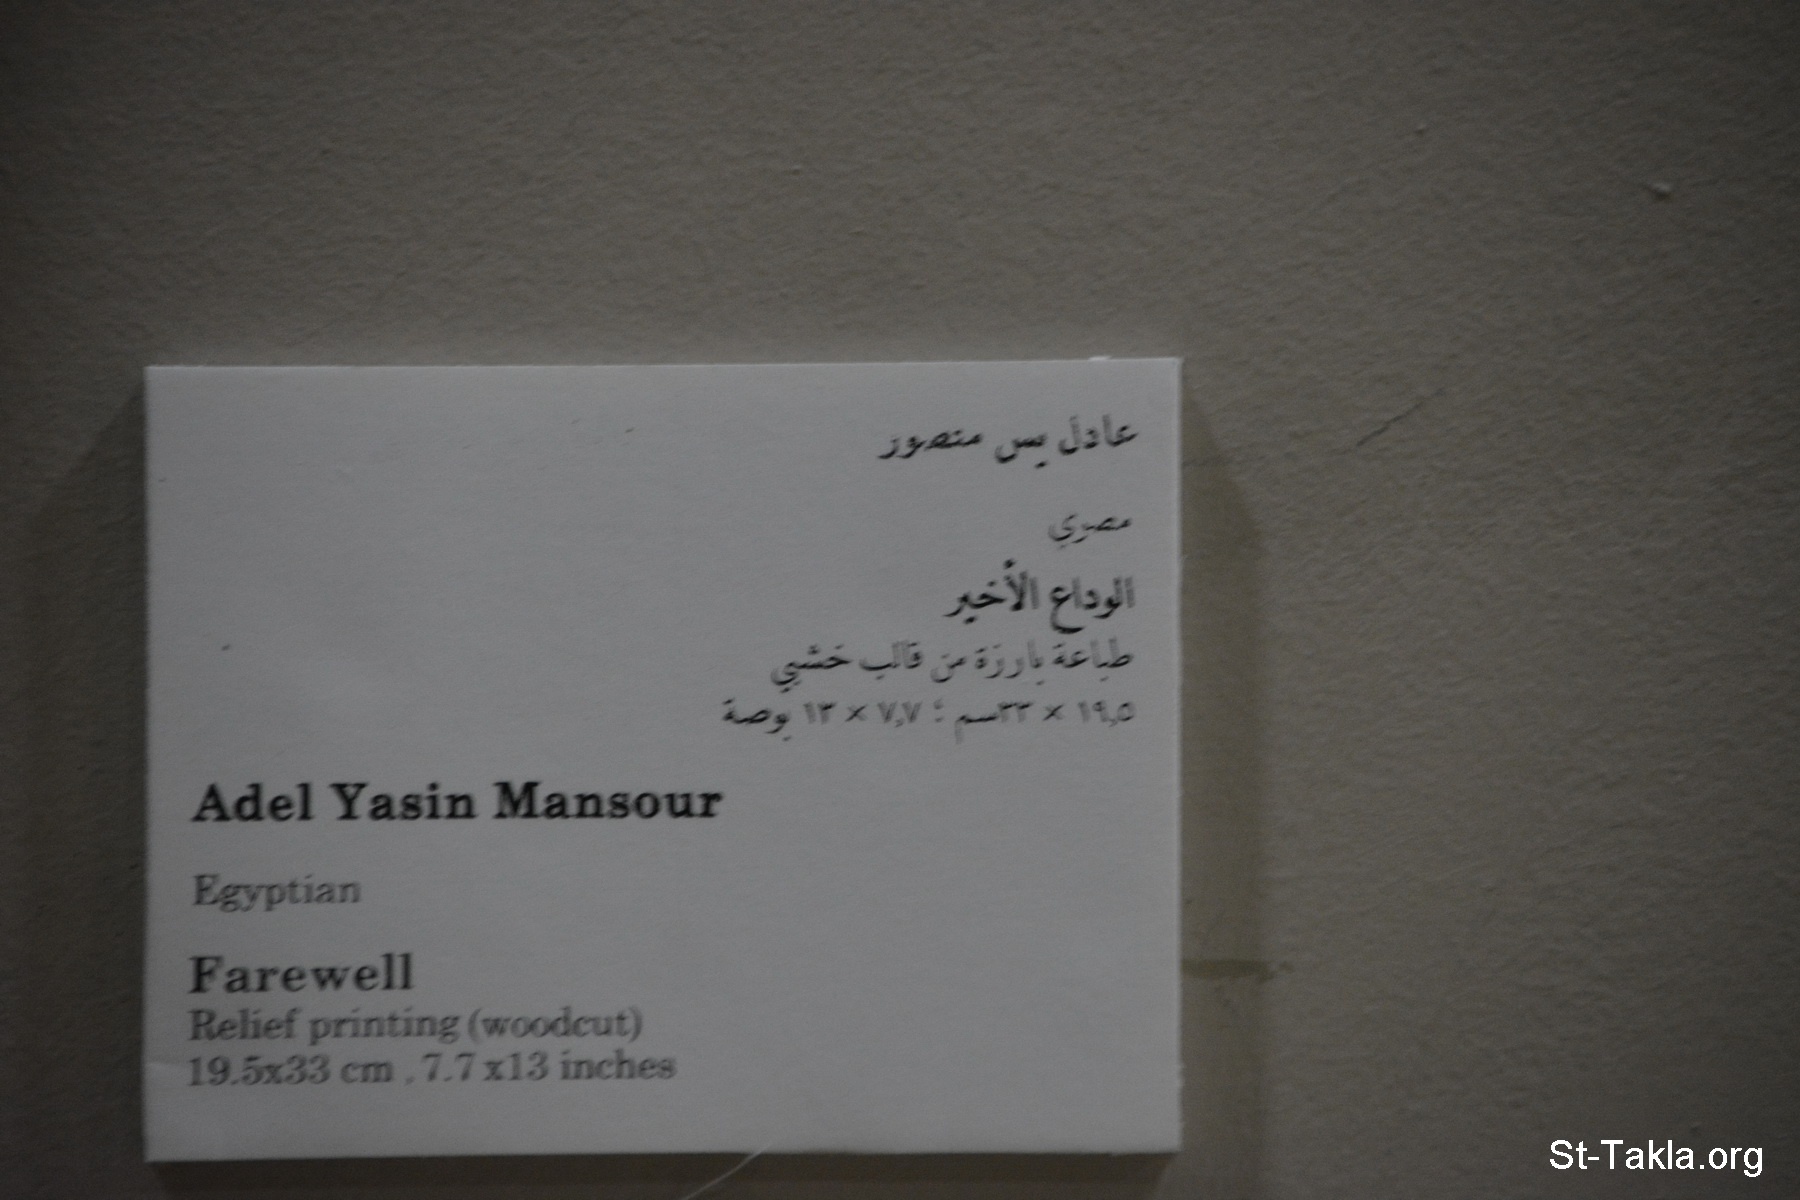 عادل يس منصور
مصري
الوداع الأخير
طباعة بارزة من قالب خشبي
١٩,٥ × ٣٣سم ؛ ٧,٧ × ١٣ بوصة
Adel Yasin Mansour
Egyptian
Farewell
Relief printing (woodcut)
19.5x33 cm , 7.7 x13 inches
St-Takla.org